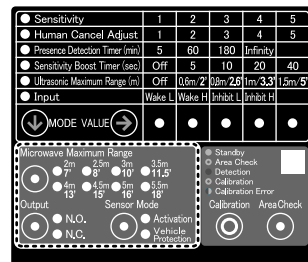 Sensitivity 1 2 3 4 5
Human Cancel Adjust 1 2 3 4 5
Presence Detection Timer (min) 5 60 180 Infinity
Sensitivity Boost Timer (sec) Off 5 10 20 40
Ultrasonic Maximum Range (m) Off 0,6m/2' 0,8m/2,6' 1m/3,3' 1,5m/5'
Input Wake L Wake H Inhibit L Inhibit H
MODE VALUE
Microwave Maximum Range
2m 2.5m 3m 3.5m
7' 8' 10' 11.5'
4m 4,5m 5m 5.5m
13' 15' 16' 18'
Output Sensor Mode
N.O. Activation
N.C. Vehicle Protection
Standby
Area Check
Detection
Calibration
Calibration Error
Calibration Area Check